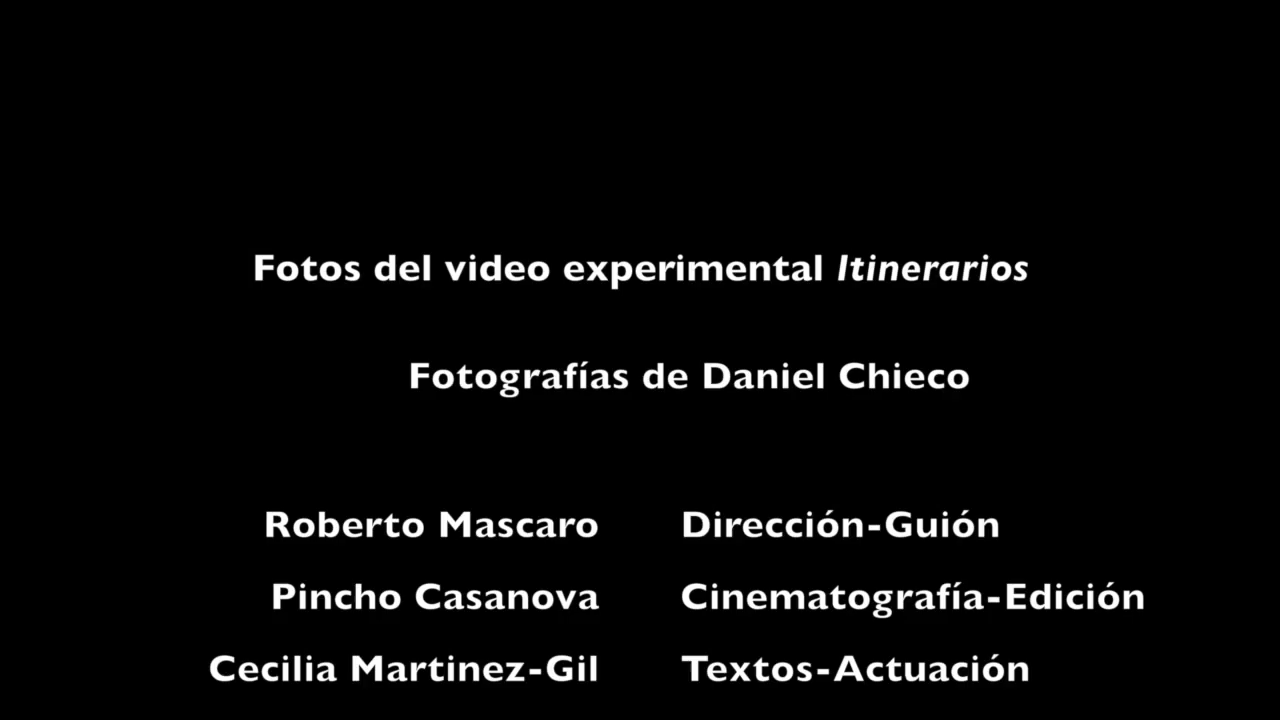 Fotos del video experimental Itinerarios
Fotografías de Daniel Chieco
Roberto Mascaro Dirección-Guión
Pincho Casanova Cinematografía-Edición
Cecilia Martinez-Gil Textos-Actuación